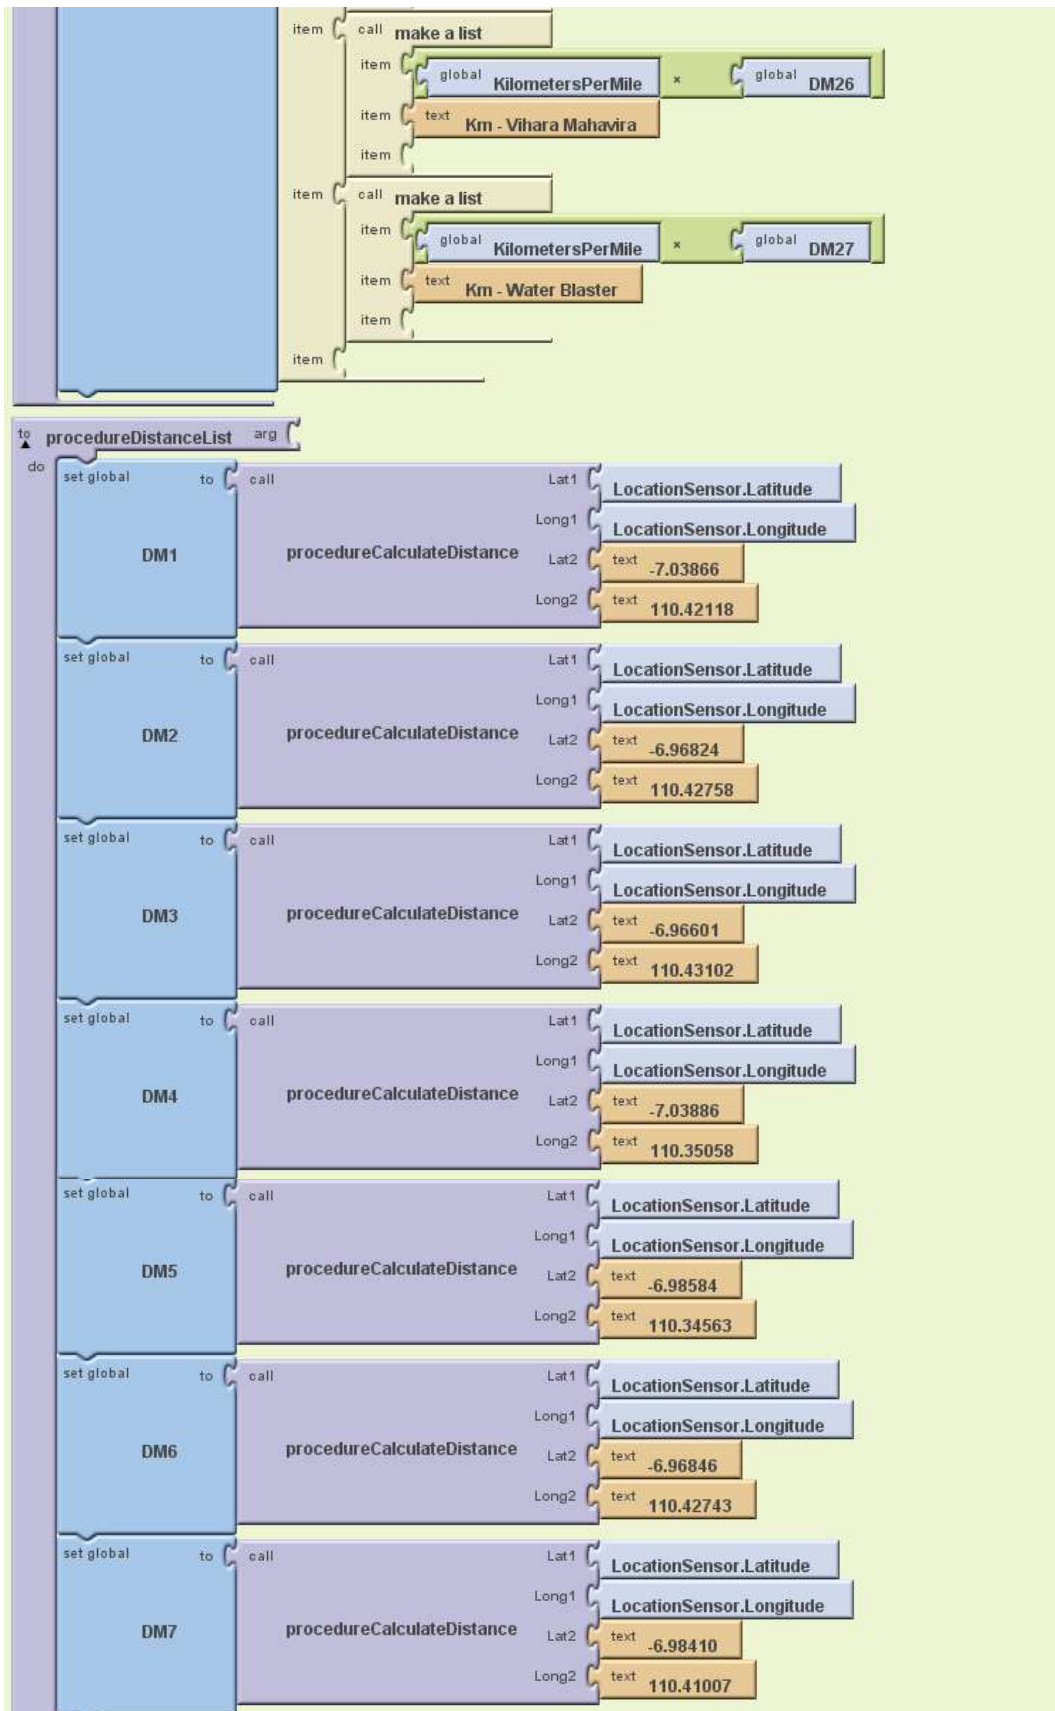 item call make a list
item global KilometersPerMile × global DM26
item text Km - Vihara Mahavira
item
item call make a list
item global KilometersPerMile × global DM27
item text Km - Water Blaster
item
item
to procedureDistanceList arg
do
set global to call Lat1 LocationSensor.Latitude
Long1 LocationSensor.Longitude
DM1 procedureCalculateDistance Lat2 text -7.03866
Long2 text 110.42118
set global to call Lat1 LocationSensor.Latitude
Long1 LocationSensor.Longitude
DM2 procedureCalculateDistance Lat2 text -6.96824
Long2 text 110.42758
set global to call Lat1 LocationSensor.Latitude
Long1 LocationSensor.Longitude
DM3 procedureCalculateDistance Lat2 text -6.96601
Long2 text 110.43102
set global to call Lat1 LocationSensor.Latitude
Long1 LocationSensor.Longitude
DM4 procedureCalculateDistance Lat2 text -7.03886
Long2 text 110.35058
set global to call Lat1 LocationSensor.Latitude
Long1 LocationSensor.Longitude
DM5 procedureCalculateDistance Lat2 text -6.98584
Long2 text 110.34563
set global to call Lat1 LocationSensor.Latitude
Long1 LocationSensor.Longitude
DM6 procedureCalculateDistance Lat2 text -6.96846
Long2 text 110.42743
set global to call Lat1 LocationSensor.Latitude
Long1 LocationSensor.Longitude
DM7 procedureCalculateDistance Lat2 text -6.98410
Long2 text 110.41007